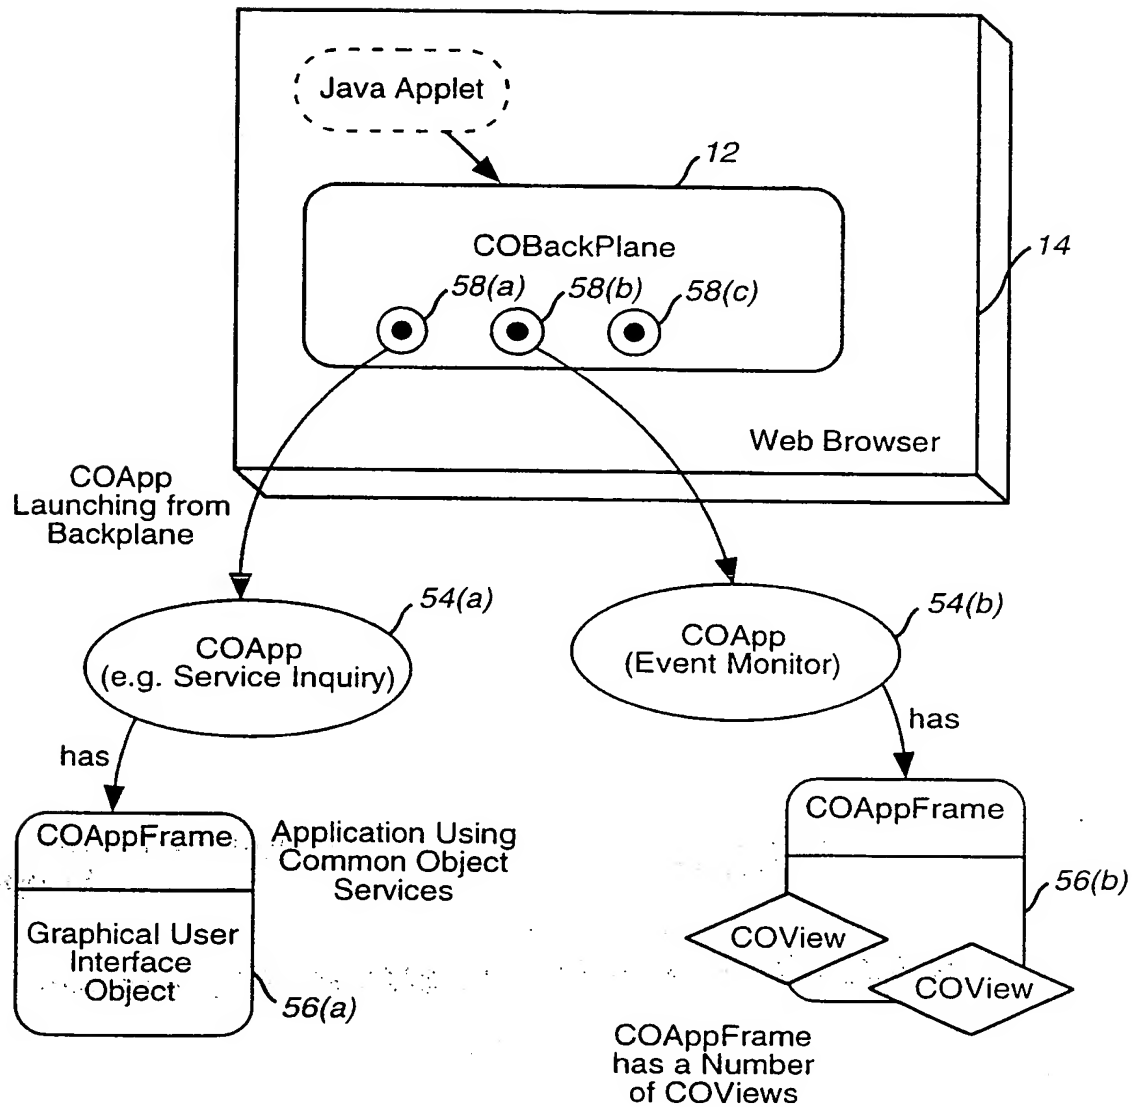 Java Applet
12
COBackPlane
14
58(a)
58(b)
58(c)
Web Browser
COApp
Launching from
Backplane
54(a)
COApp
(e.g. Service Inquiry)
54(b)
COApp
(Event Monitor)
has
has
COAppFrame
Graphical User
Interface
Object
56(a)
Application Using
Common Object
Services
COAppFrame
56(b)
COView
COView
COAppFrame
has a Number
of COViews